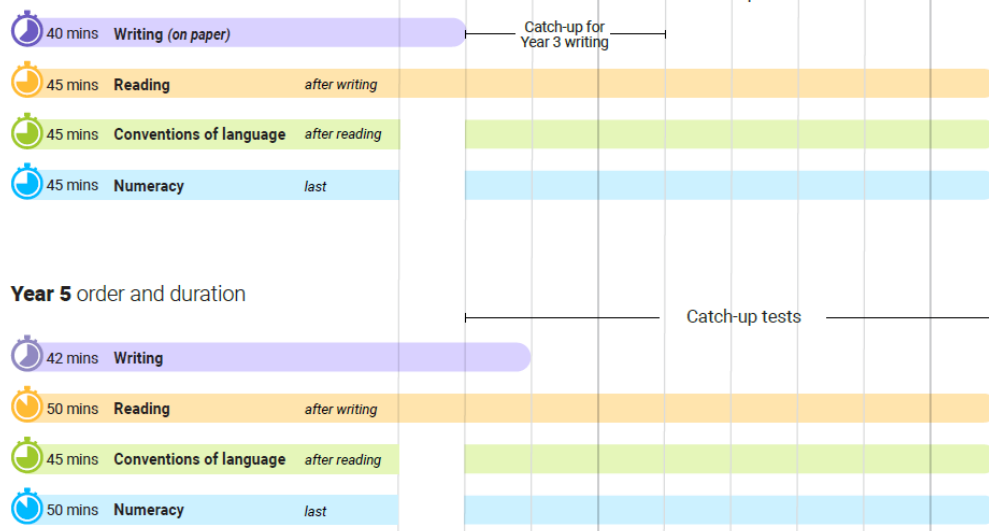 40 mins Writing (on paper)
Catch-up for
Year 3 writing
45 mins Reading after writing
45 mins Conventions of language after reading
45 mins Numeracy last
Year 5 order and duration
Catch-up tests
42 mins Writing
50 mins Reading after writing
45 mins Conventions of language after reading
50 mins Numeracy last